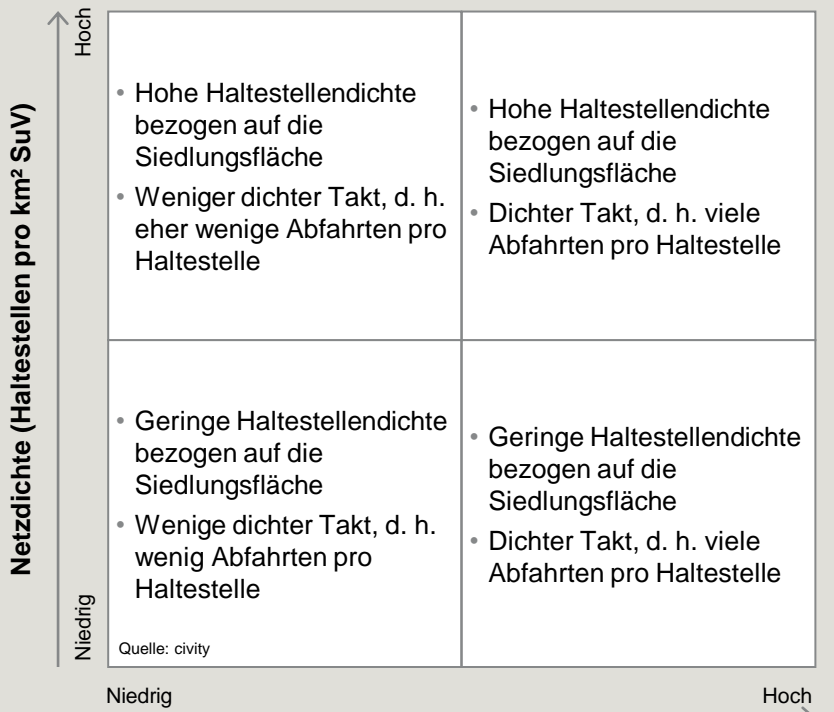 Netzdichte (Haltestellen pro km² SuV)
Hoch
Niedrig
• Hohe Haltestellendichte
bezogen auf die
Siedlungsfläche
• Weniger dichter Takt, d. h.
eher wenige Abfahrten pro
Haltestelle
• Hohe Haltestellendichte
bezogen auf die
Siedlungsfläche
• Dichter Takt, d. h. viele
Abfahrten pro Haltestelle
• Geringe Haltestellendichte
bezogen auf die
Siedlungsfläche
• Wenige dichter Takt, d. h.
wenig Abfahrten pro
Haltestelle
• Geringe Haltestellendichte
bezogen auf die
Siedlungsfläche
• Dichter Takt, d. h. viele
Abfahrten pro Haltestelle
Quelle: civity
Niedrig
Hoch